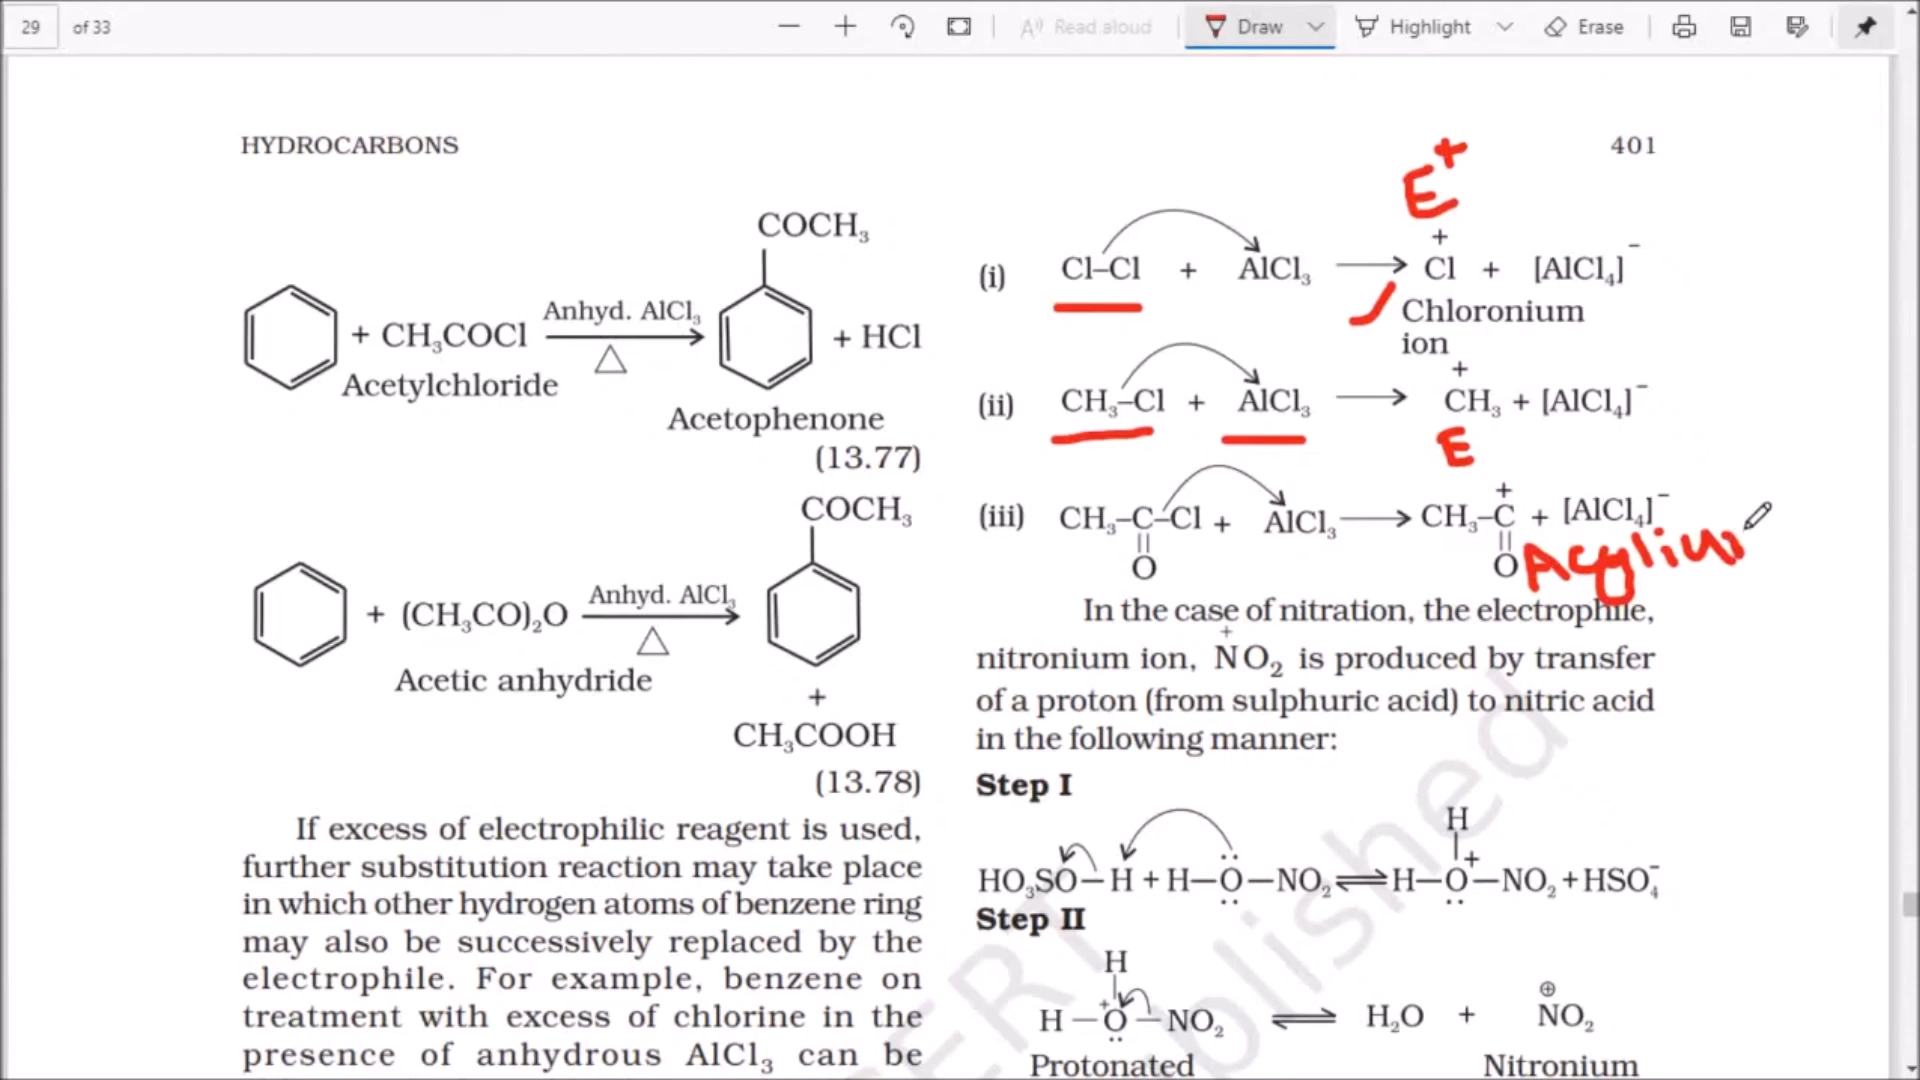 29 of 33
Read aloud Draw Highlight Erase
HYDROCARBONS 401
COCH₃
+ CH₃COCl Anhyd. AlCl₃ △ + HCl
Acetylchloride
Acetophenone
(13.77)
COCH₃
+ (CH₃CO)₂O Anhyd. AlCl₃ △
Acetic anhydride
+
CH₃COOH
(13.78)
If excess of electrophilic reagent is used,
further substitution reaction may take place
in which other hydrogen atoms of benzene ring
may also be successively replaced by the
electrophile. For example, benzene on
treatment with excess of chlorine in the
presence of anhydrous AlCl₃ can be
E⁺
(i) Cl–Cl + AlCl₃ ⟶ Cl⁺ + [AlCl₄]⁻
Chloronium
ion
(ii) CH₃–Cl + AlCl₃ ⟶ CH₃⁺ + [AlCl₄]⁻
E
(iii) CH₃–C–Cl + AlCl₃ ⟶ CH₃–C⁺ + [AlCl₄]⁻
O O Acylium
In the case of nitration, the electrophile,
nitronium ion, N⁺O₂ is produced by transfer
of a proton (from sulphuric acid) to nitric acid
in the following manner:
Step I
H
HO₃SO–H + H–O–NO₂ ⇌ H–O⁺–NO₂ + HSO₄⁻
Step II
H
H–O⁺–NO₂ ⇌ H₂O + N⊕O₂
Protonated Nitronium